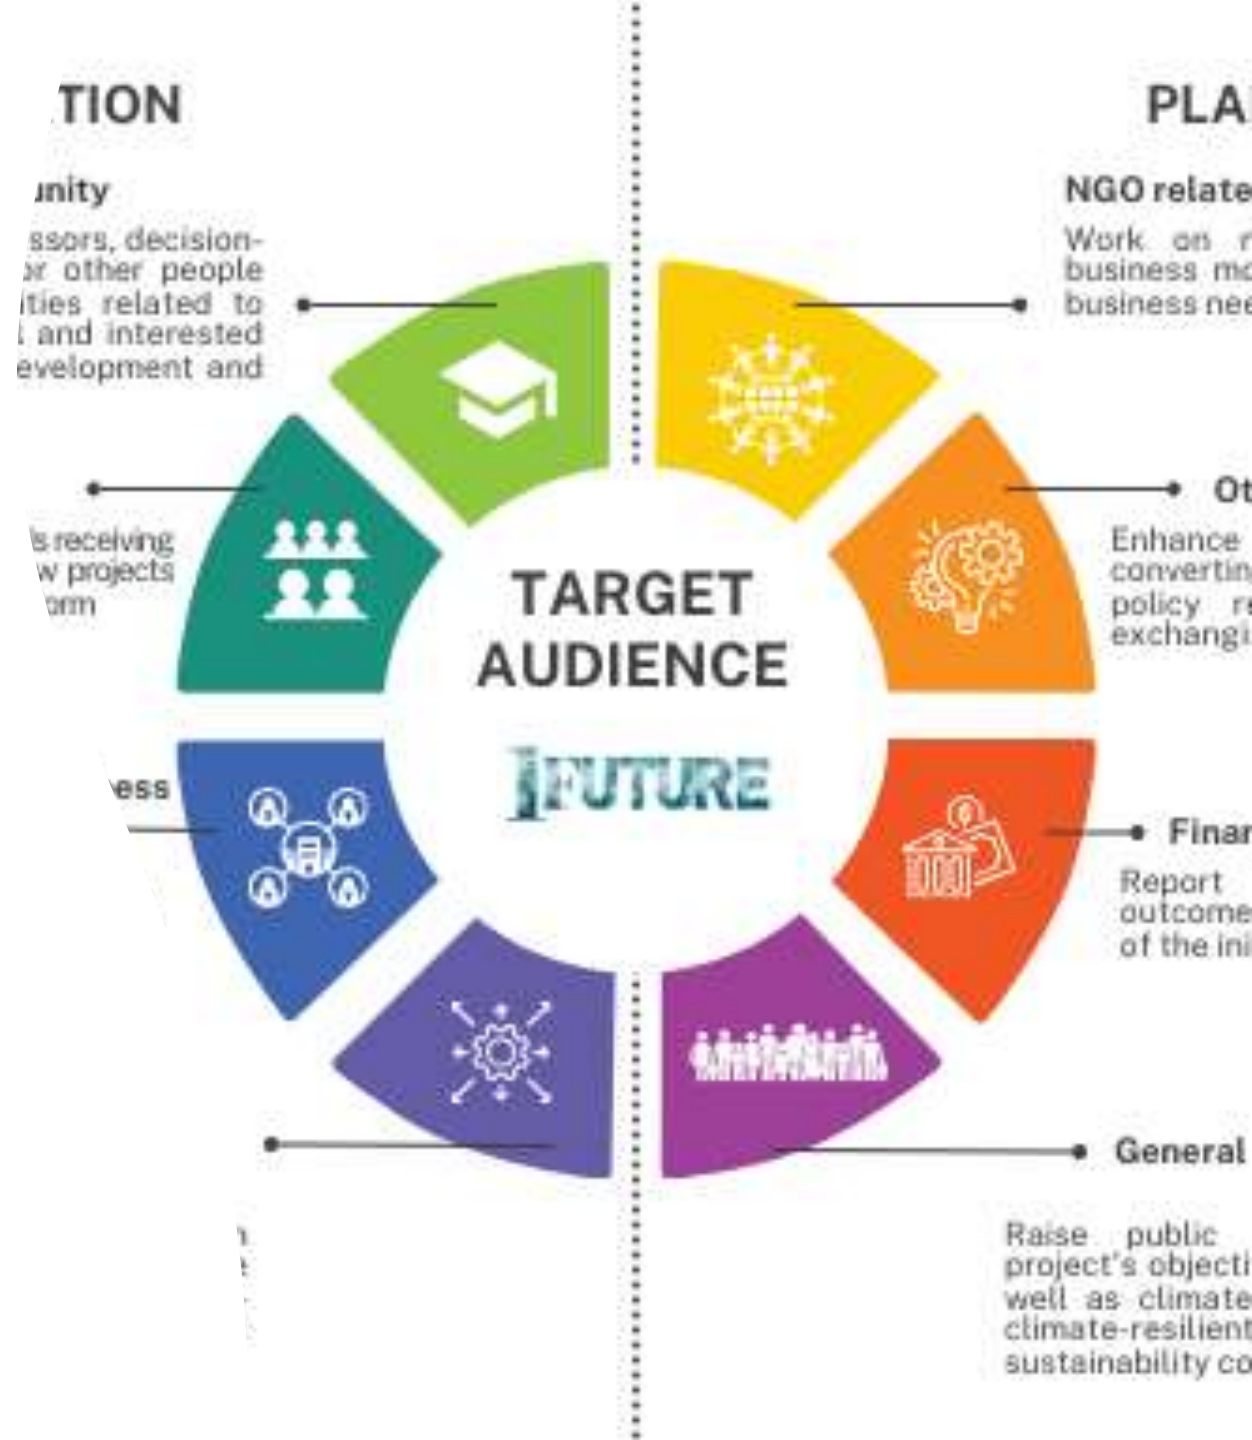 TION
unity
ssors, decision-
or other people
ities related to
and interested
evelopment and
s receiving
w projects
orm
ess
TARGET
AUDIENCE
FUTURE
PLA
NGO relate
Work on
business mo
business nee
Ot
Enhance
converting
policy re
exchangi
Finan
Report
outcome
of the ini
General
Raise public
project's objecti
well as climate
climate-resilient
sustainability co